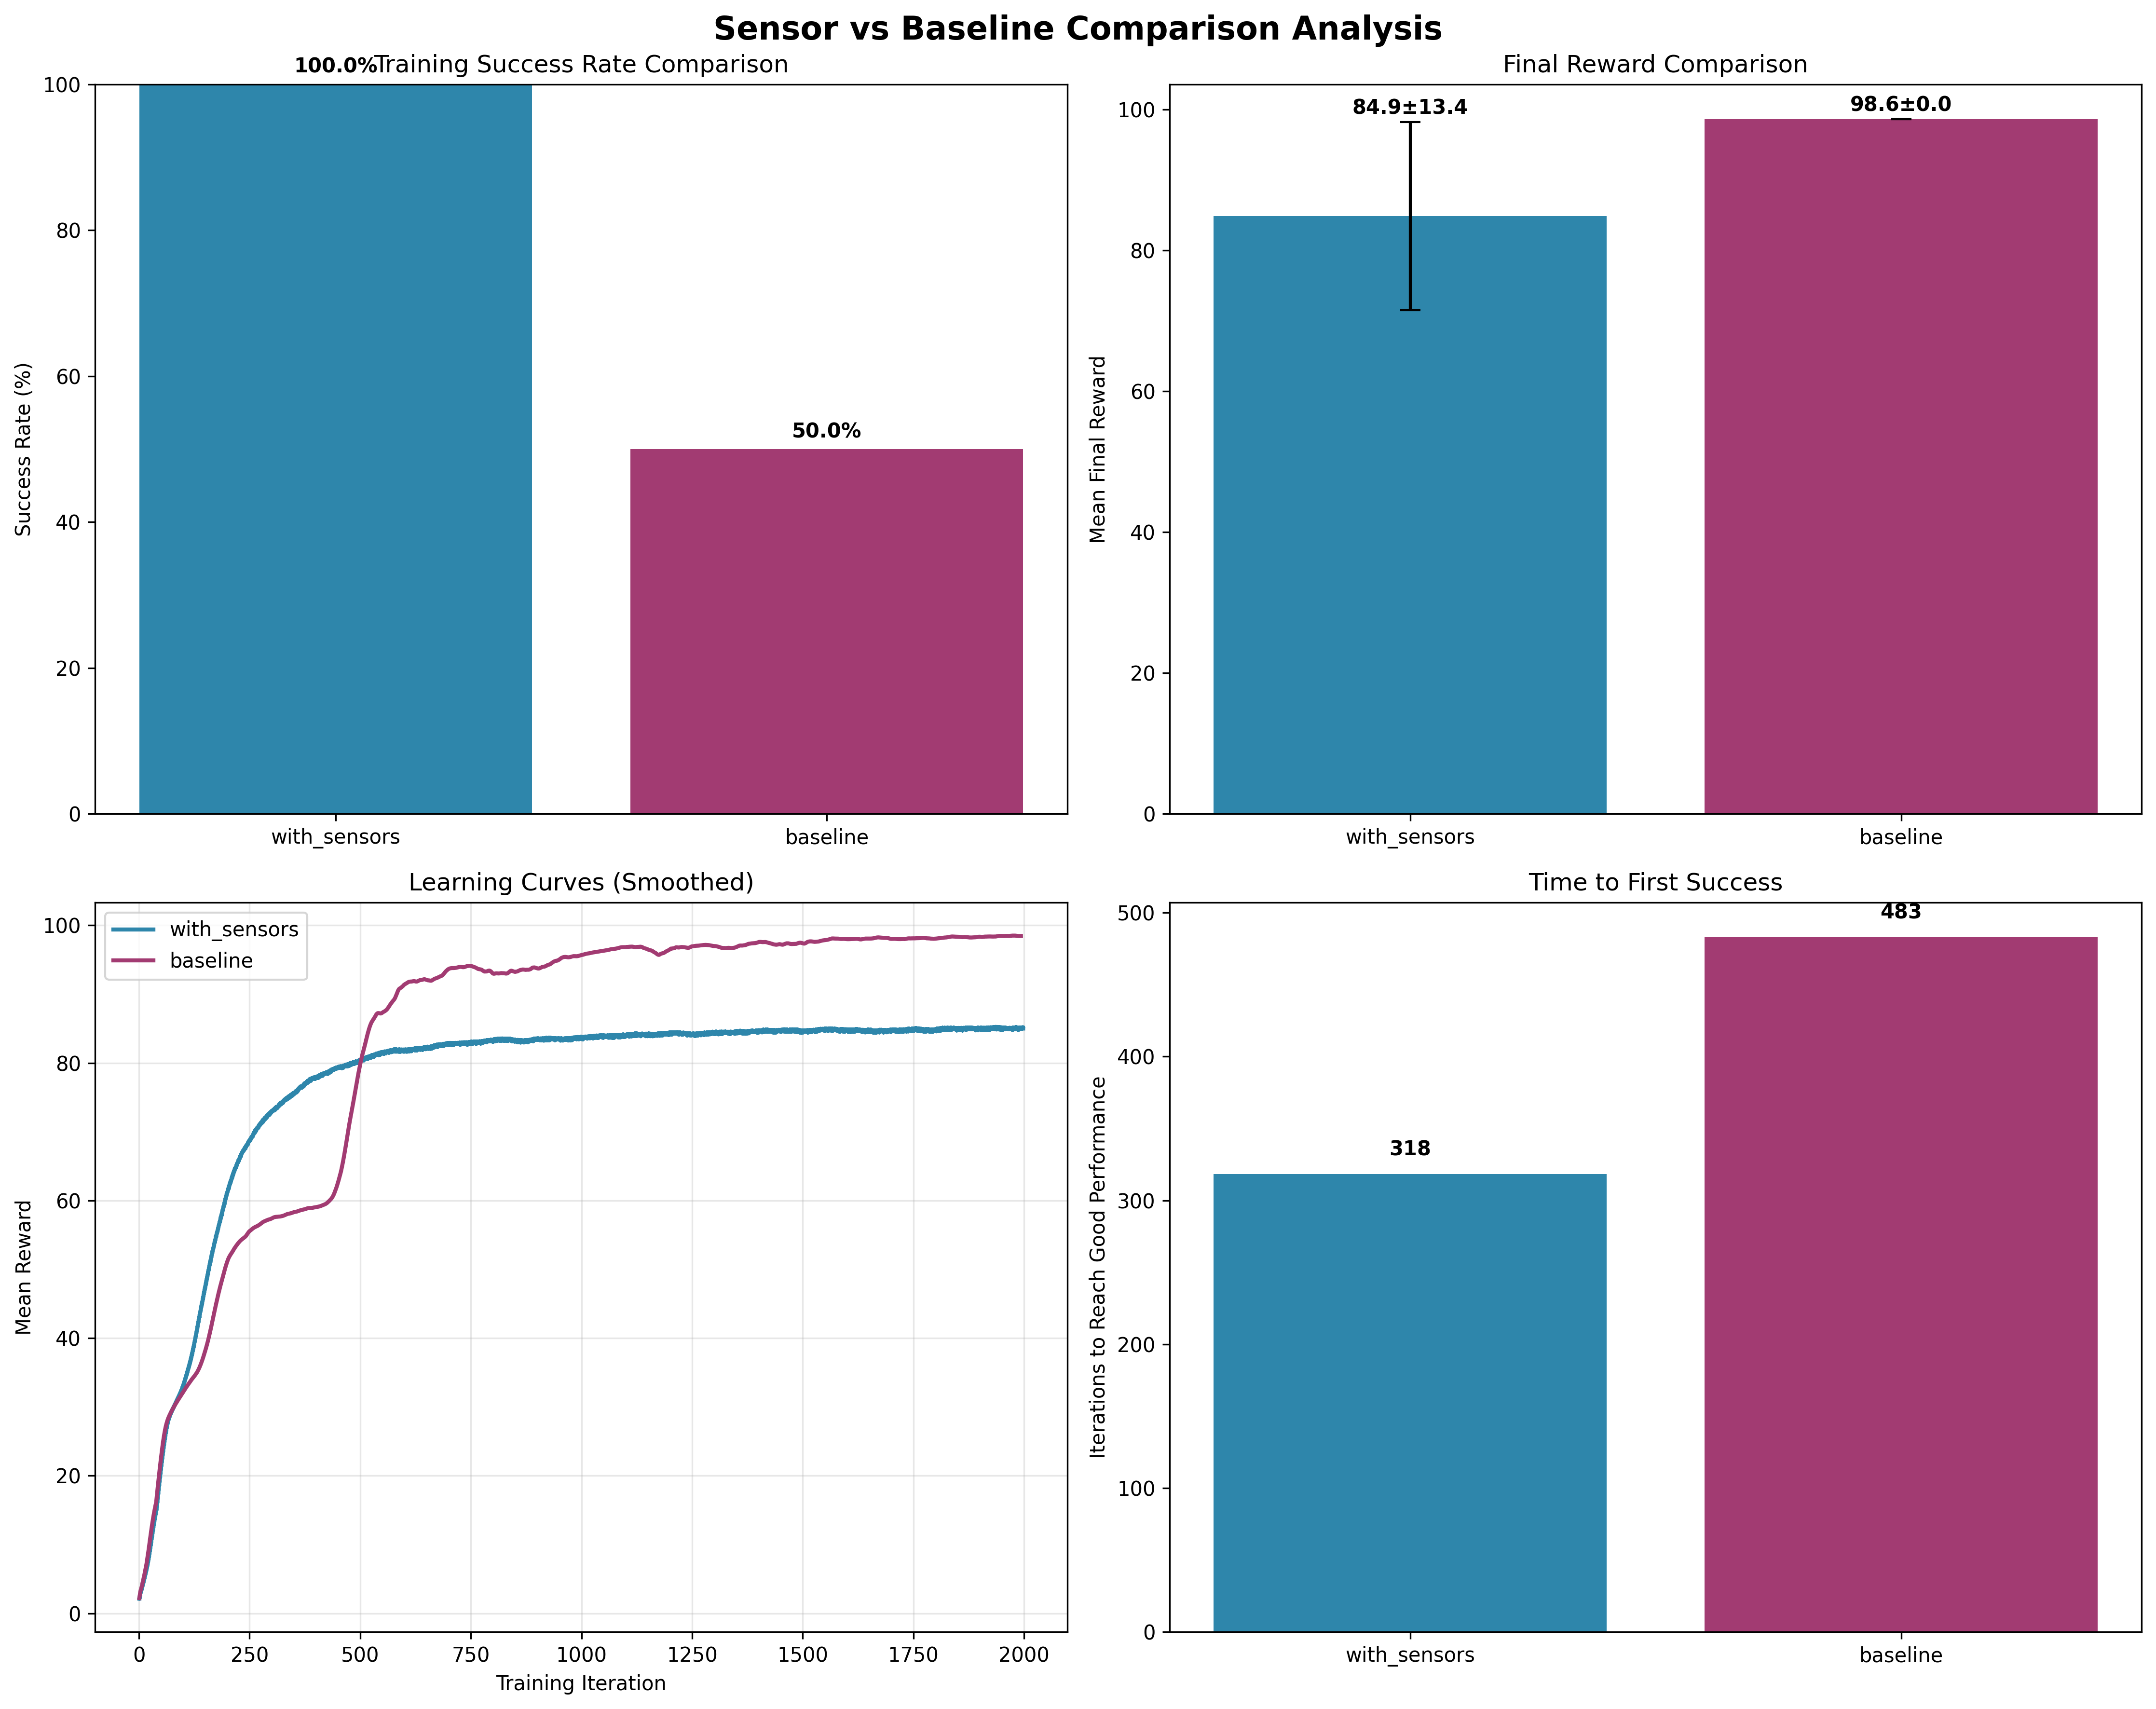 Sensor vs Baseline Comparison Analysis
Training Success Rate Comparison
100.0%
50.0%
Success Rate (%)
100
80
60
40
20
0
with_sensors
baseline
Final Reward Comparison
84.9±13.4
98.6±0.0
Mean Final Reward
100
80
60
40
20
0
with_sensors
baseline
Learning Curves (Smoothed)
with_sensors
baseline
Mean Reward
100
80
60
40
20
0
0 250 500 750 1000 1250 1500 1750 2000
Training Iteration
Time to First Success
483
318
Iterations to Reach Good Performance
500
400
300
200
100
0
with_sensors
baseline